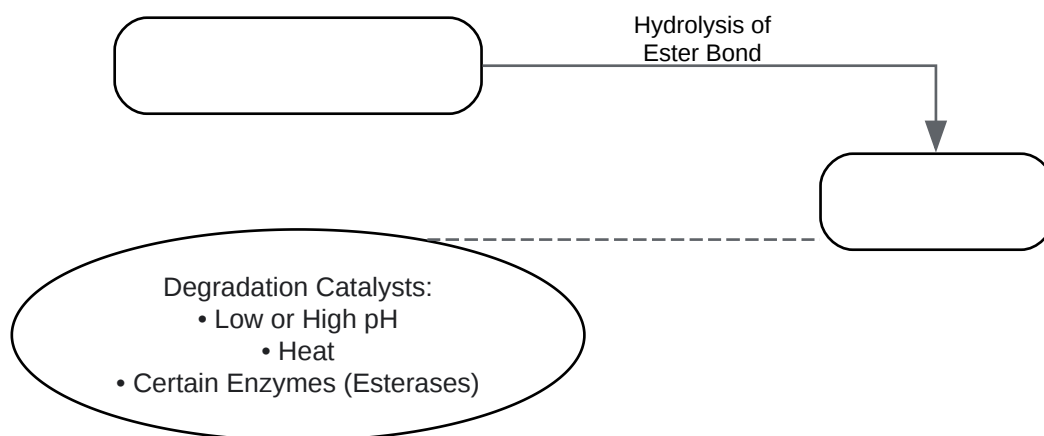 Hydrolysis of
Ester Bond
Degradation Catalysts:
• Low or High pH
• Heat
• Certain Enzymes (Esterases)